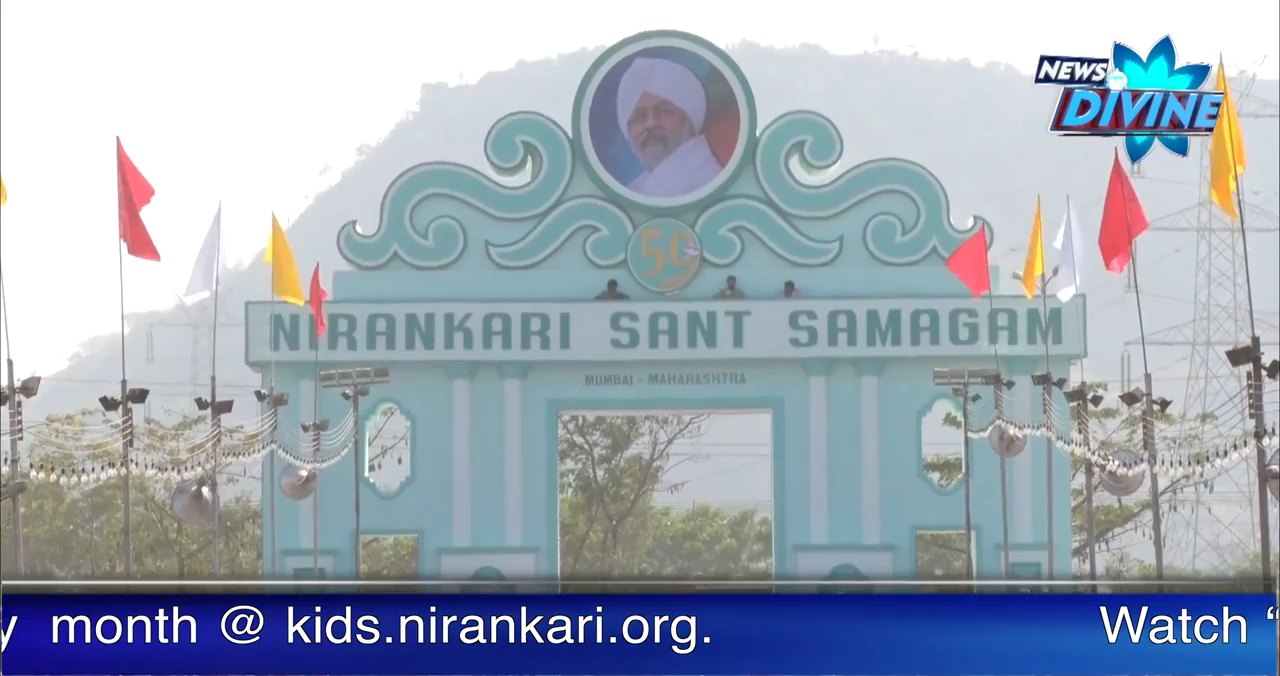 NEWS
DIVINE
50
NIRANKARI SANT SAMAGAM
MUMBAI - MAHARASHTRA
y month @ kids.nirankari.org. Watch “